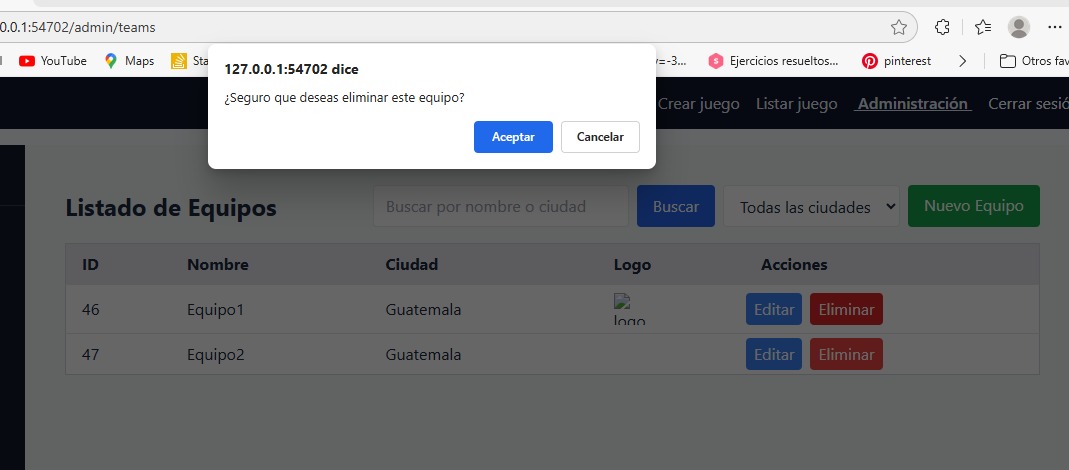 0.0.1:54702/admin/teams
YouTube
Maps
Sta
y=-3...
Ejercicios resueltos...
pinterest
Otros fav
127.0.0.1:54702 dice
¿Seguro que deseas eliminar este equipo?
Aceptar
Cancelar
Crear juego
Listar juego
Administración
Cerrar sesió
Listado de Equipos
Buscar por nombre o ciudad
Buscar
Todas las ciudades
Nuevo Equipo
ID Nombre Ciudad Logo Acciones
46 Equipo1 Guatemala logo Editar Eliminar
47 Equipo2 Guatemala Editar Eliminar